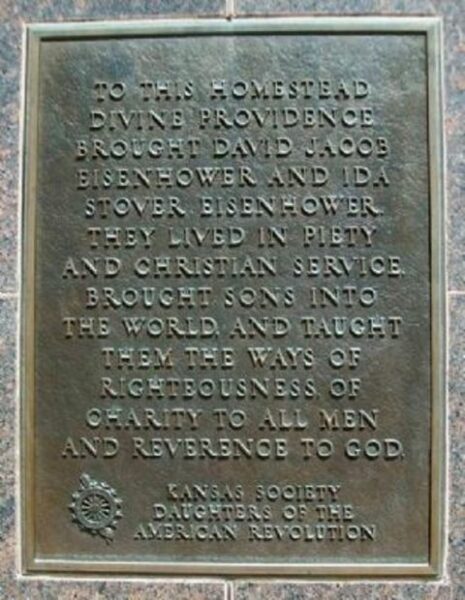 TO THIS HOMESTEAD
DIVINE PROVIDENCE
BROUGHT DAVID JACOB
EISENHOWER AND IDA
STOVER EISENHOWER.
THEY LIVED IN PIETY
AND CHRISTIAN SERVICE,
BROUGHT SONS INTO
THE WORLD, AND TAUGHT
THEM THE WAYS OF
RIGHTEOUSNESS, OF
CHARITY TO ALL MEN
AND REVERENCE TO GOD.
KANSAS SOCIETY
DAUGHTERS OF THE
AMERICAN REVOLUTION